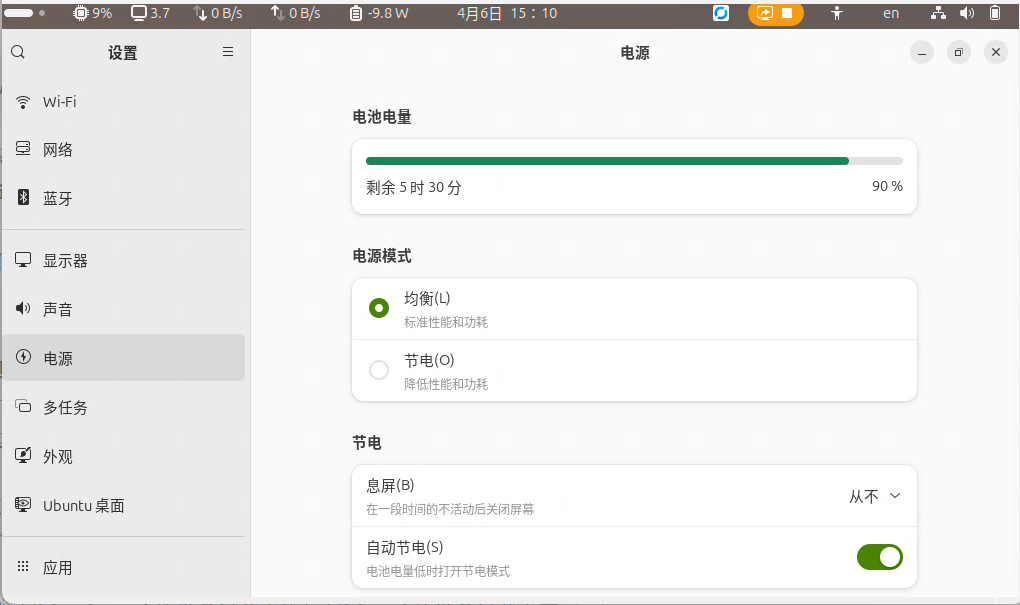 9% 3.7 0 B/s 0 B/s -9.8 W 4月6日 15：10 en
设置
电源
Wi-Fi
网络
蓝牙
显示器
声音
电源
多任务
外观
Ubuntu 桌面
应用
电池电量
剩余 5 时 30 分 90 %
电源模式
均衡(L)
标准性能和功耗
节电(O)
降低性能和功耗
节电
息屏(B)
在一段时间的不活动后关闭屏幕
从不
自动节电(S)
电池电量低时打开节电模式